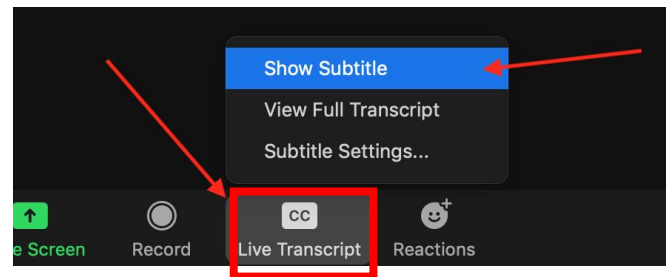 Show Subtitle
View Full Transcript
Subtitle Settings...
CC
e Screen Record Live Transcript Reactions